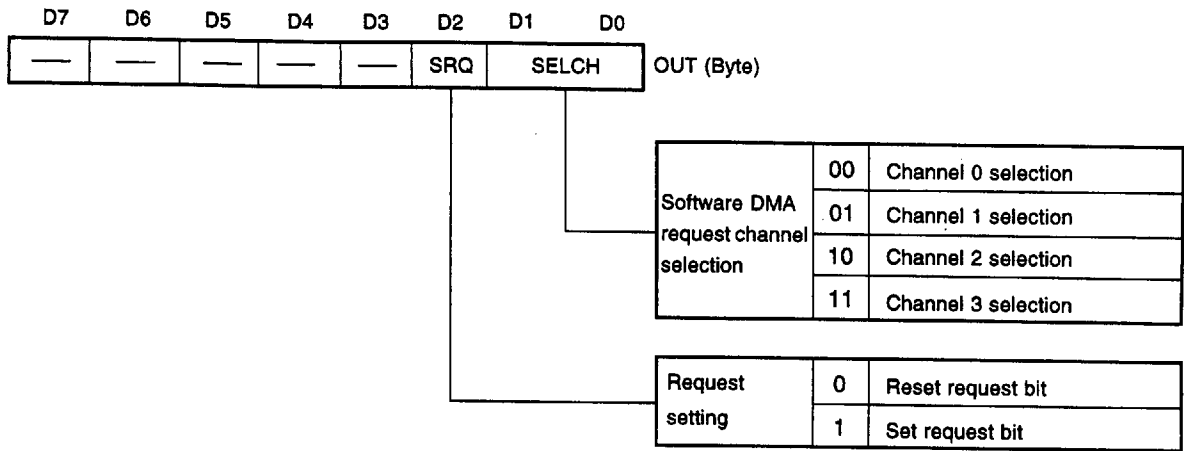 D7 D6 D5 D4 D3 D2 D1 D0
— — — — — SRQ SELCH OUT (Byte)
Software DMA
request channel
selection
00 Channel 0 selection
01 Channel 1 selection
10 Channel 2 selection
11 Channel 3 selection
Request
setting
0 Reset request bit
1 Set request bit